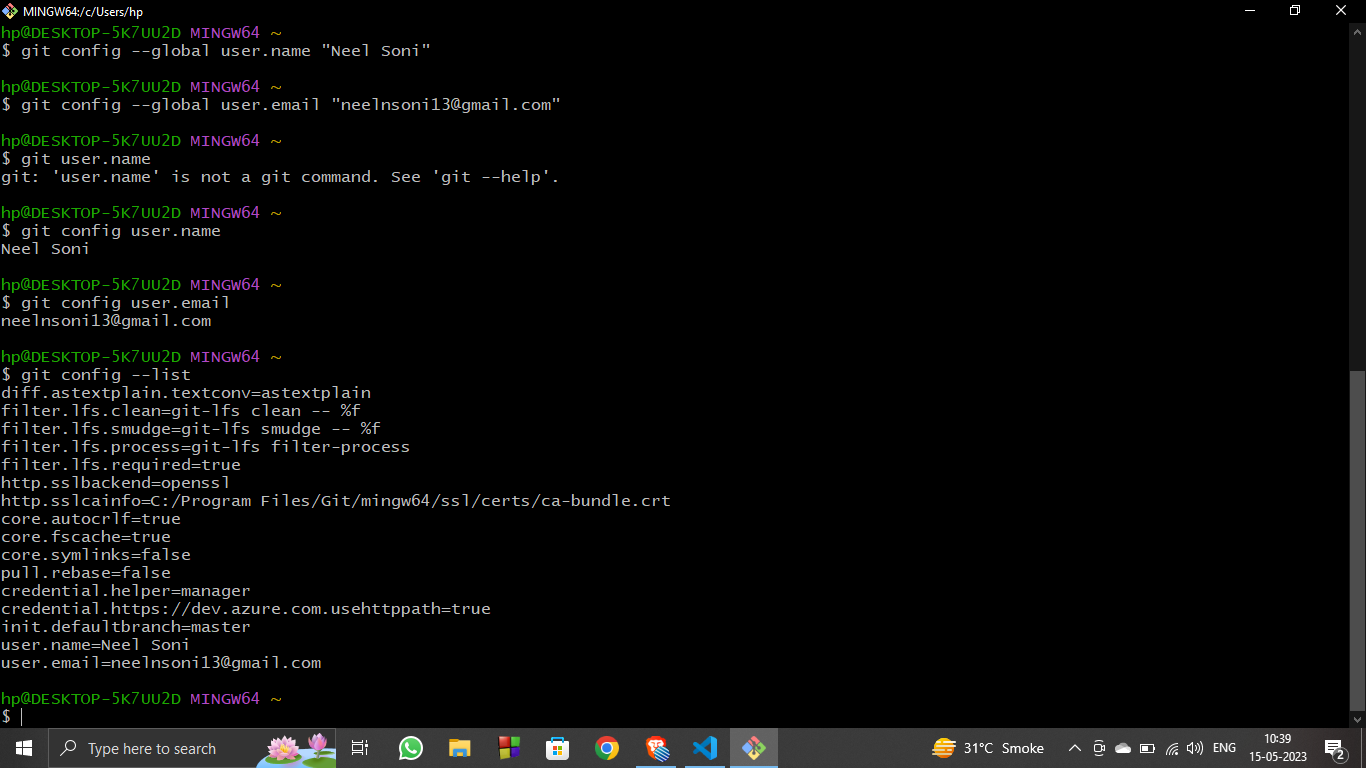 MINGW64:/c/Users/hp
hp@DESKTOP-5K7UU2D MINGW64 ~
$ git config --global user.name "Neel Soni"
hp@DESKTOP-5K7UU2D MINGW64 ~
$ git config --global user.email "neelnsoni13@gmail.com"
hp@DESKTOP-5K7UU2D MINGW64 ~
$ git user.name
git: 'user.name' is not a git command. See 'git --help'.
hp@DESKTOP-5K7UU2D MINGW64 ~
$ git config user.name
Neel Soni
hp@DESKTOP-5K7UU2D MINGW64 ~
$ git config user.email
neelnsoni13@gmail.com
hp@DESKTOP-5K7UU2D MINGW64 ~
$ git config --list
diff.astextplain.textconv=astextplain
filter.lfs.clean=git-lfs clean -- %f
filter.lfs.smudge=git-lfs smudge -- %f
filter.lfs.process=git-lfs filter-process
filter.lfs.required=true
http.sslbackend=openssl
http.sslcainfo=C:/Program Files/Git/mingw64/ssl/certs/ca-bundle.crt
core.autocrlf=true
core.fscache=true
core.symlinks=false
pull.rebase=false
credential.helper=manager
credential.https://dev.azure.com.usehttppath=true
init.defaultbranch=master
user.name=Neel Soni
user.email=neelnsoni13@gmail.com
hp@DESKTOP-5K7UU2D MINGW64 ~
$
Type here to search
31°C Smoke
ENG
10:39
15-05-2023
2